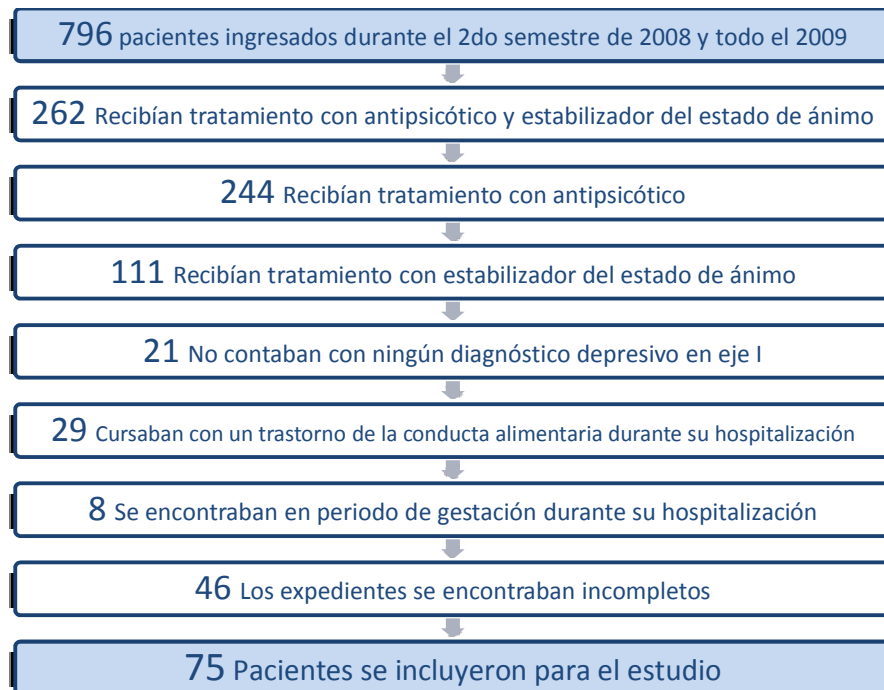 796 pacientes ingresados durante el 2do semestre de 2008 y todo el 2009
262 Recibían tratamiento con antipsicótico y estabilizador del estado de ánimo
244 Recibían tratamiento con antipsicótico
111 Recibían tratamiento con estabilizador del estado de ánimo
21 No contaban con ningún diagnóstico depresivo en eje I
29 Cursaban con un trastorno de la conducta alimentaria durante su hospitalización
8 Se encontraban en periodo de gestación durante su hospitalización
46 Los expedientes se encontraban incompletos
75 Pacientes se incluyeron para el estudio